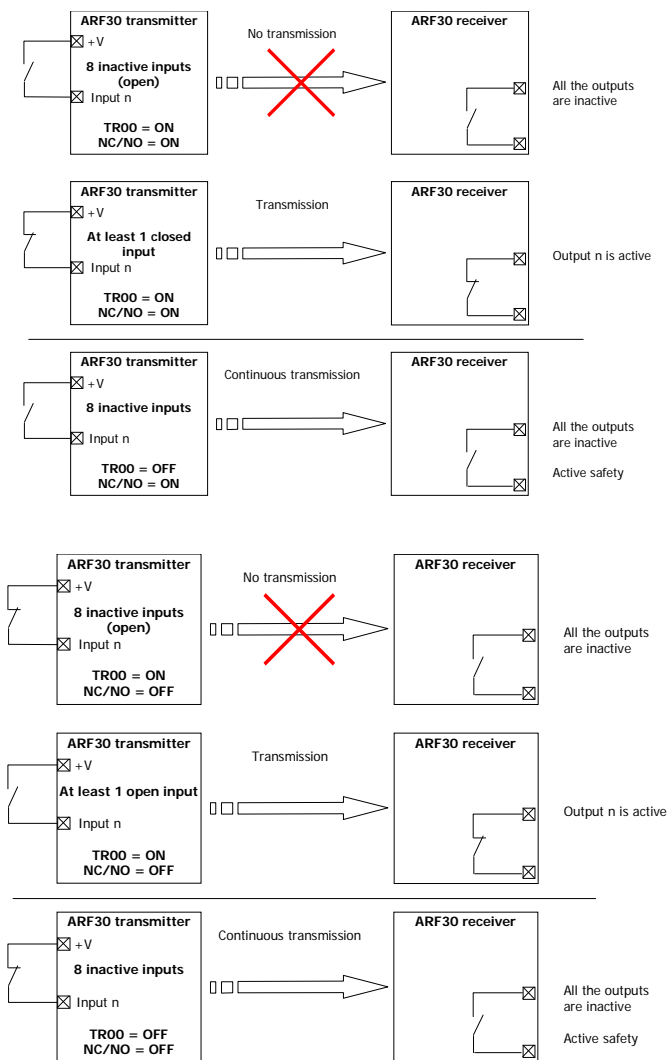 ARF30 transmitter
+V
8 inactive inputs
(open)
Input n
TR00 = ON
NC/NO = ON
No transmission
ARF30 receiver
All the outputs
are inactive
ARF30 transmitter
+V
At least 1 closed
input
Input n
TR00 = ON
NC/NO = ON
Transmission
ARF30 receiver
Output n is active
ARF30 transmitter
+V
8 inactive inputs
Input n
TR00 = OFF
NC/NO = ON
Continuous transmission
ARF30 receiver
All the outputs
are inactive
Active safety
ARF30 transmitter
+V
8 inactive inputs
(open)
Input n
TR00 = ON
NC/NO = OFF
No transmission
ARF30 receiver
All the outputs
are inactive
ARF30 transmitter
+V
At least 1 open input
Input n
TR00 = ON
NC/NO = OFF
Transmission
ARF30 receiver
Output n is active
ARF30 transmitter
+V
8 inactive inputs
Input n
TR00 = OFF
NC/NO = OFF
Continuous transmission
ARF30 receiver
All the outputs
are inactive
Active safety